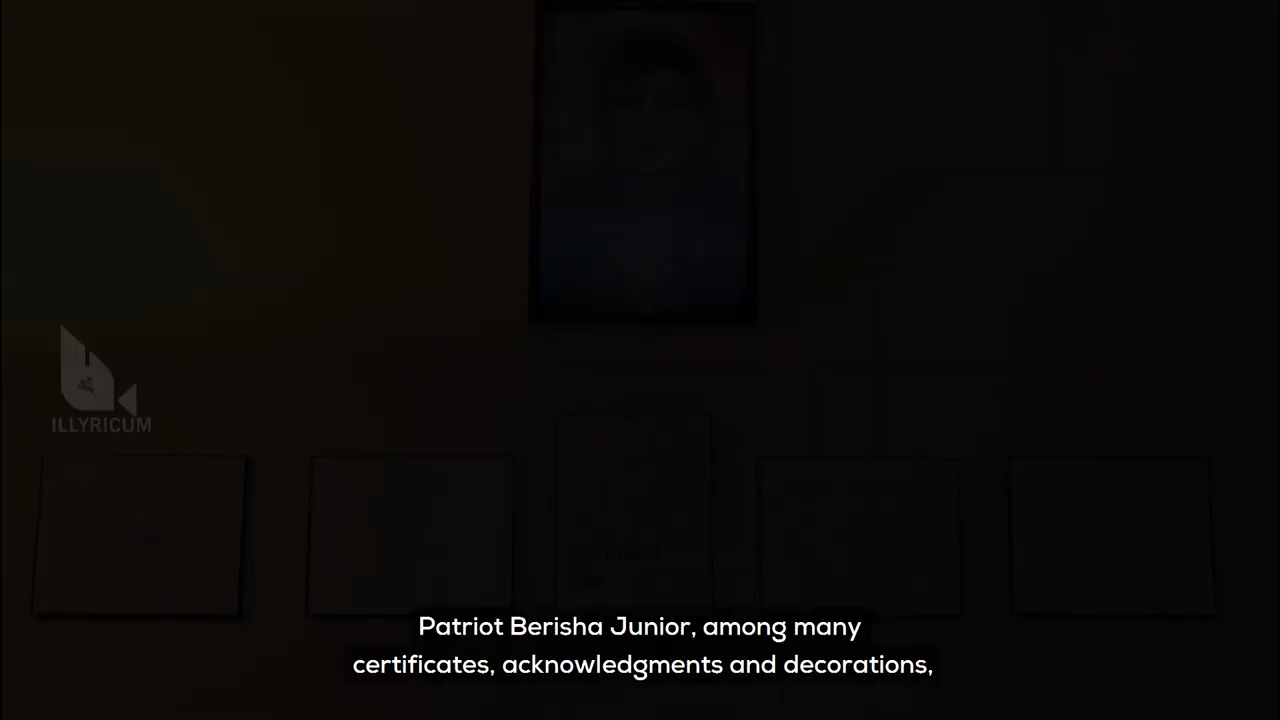 ILLYRICUM
Patriot Berisha Junior, among many
certificates, acknowledgments and decorations,